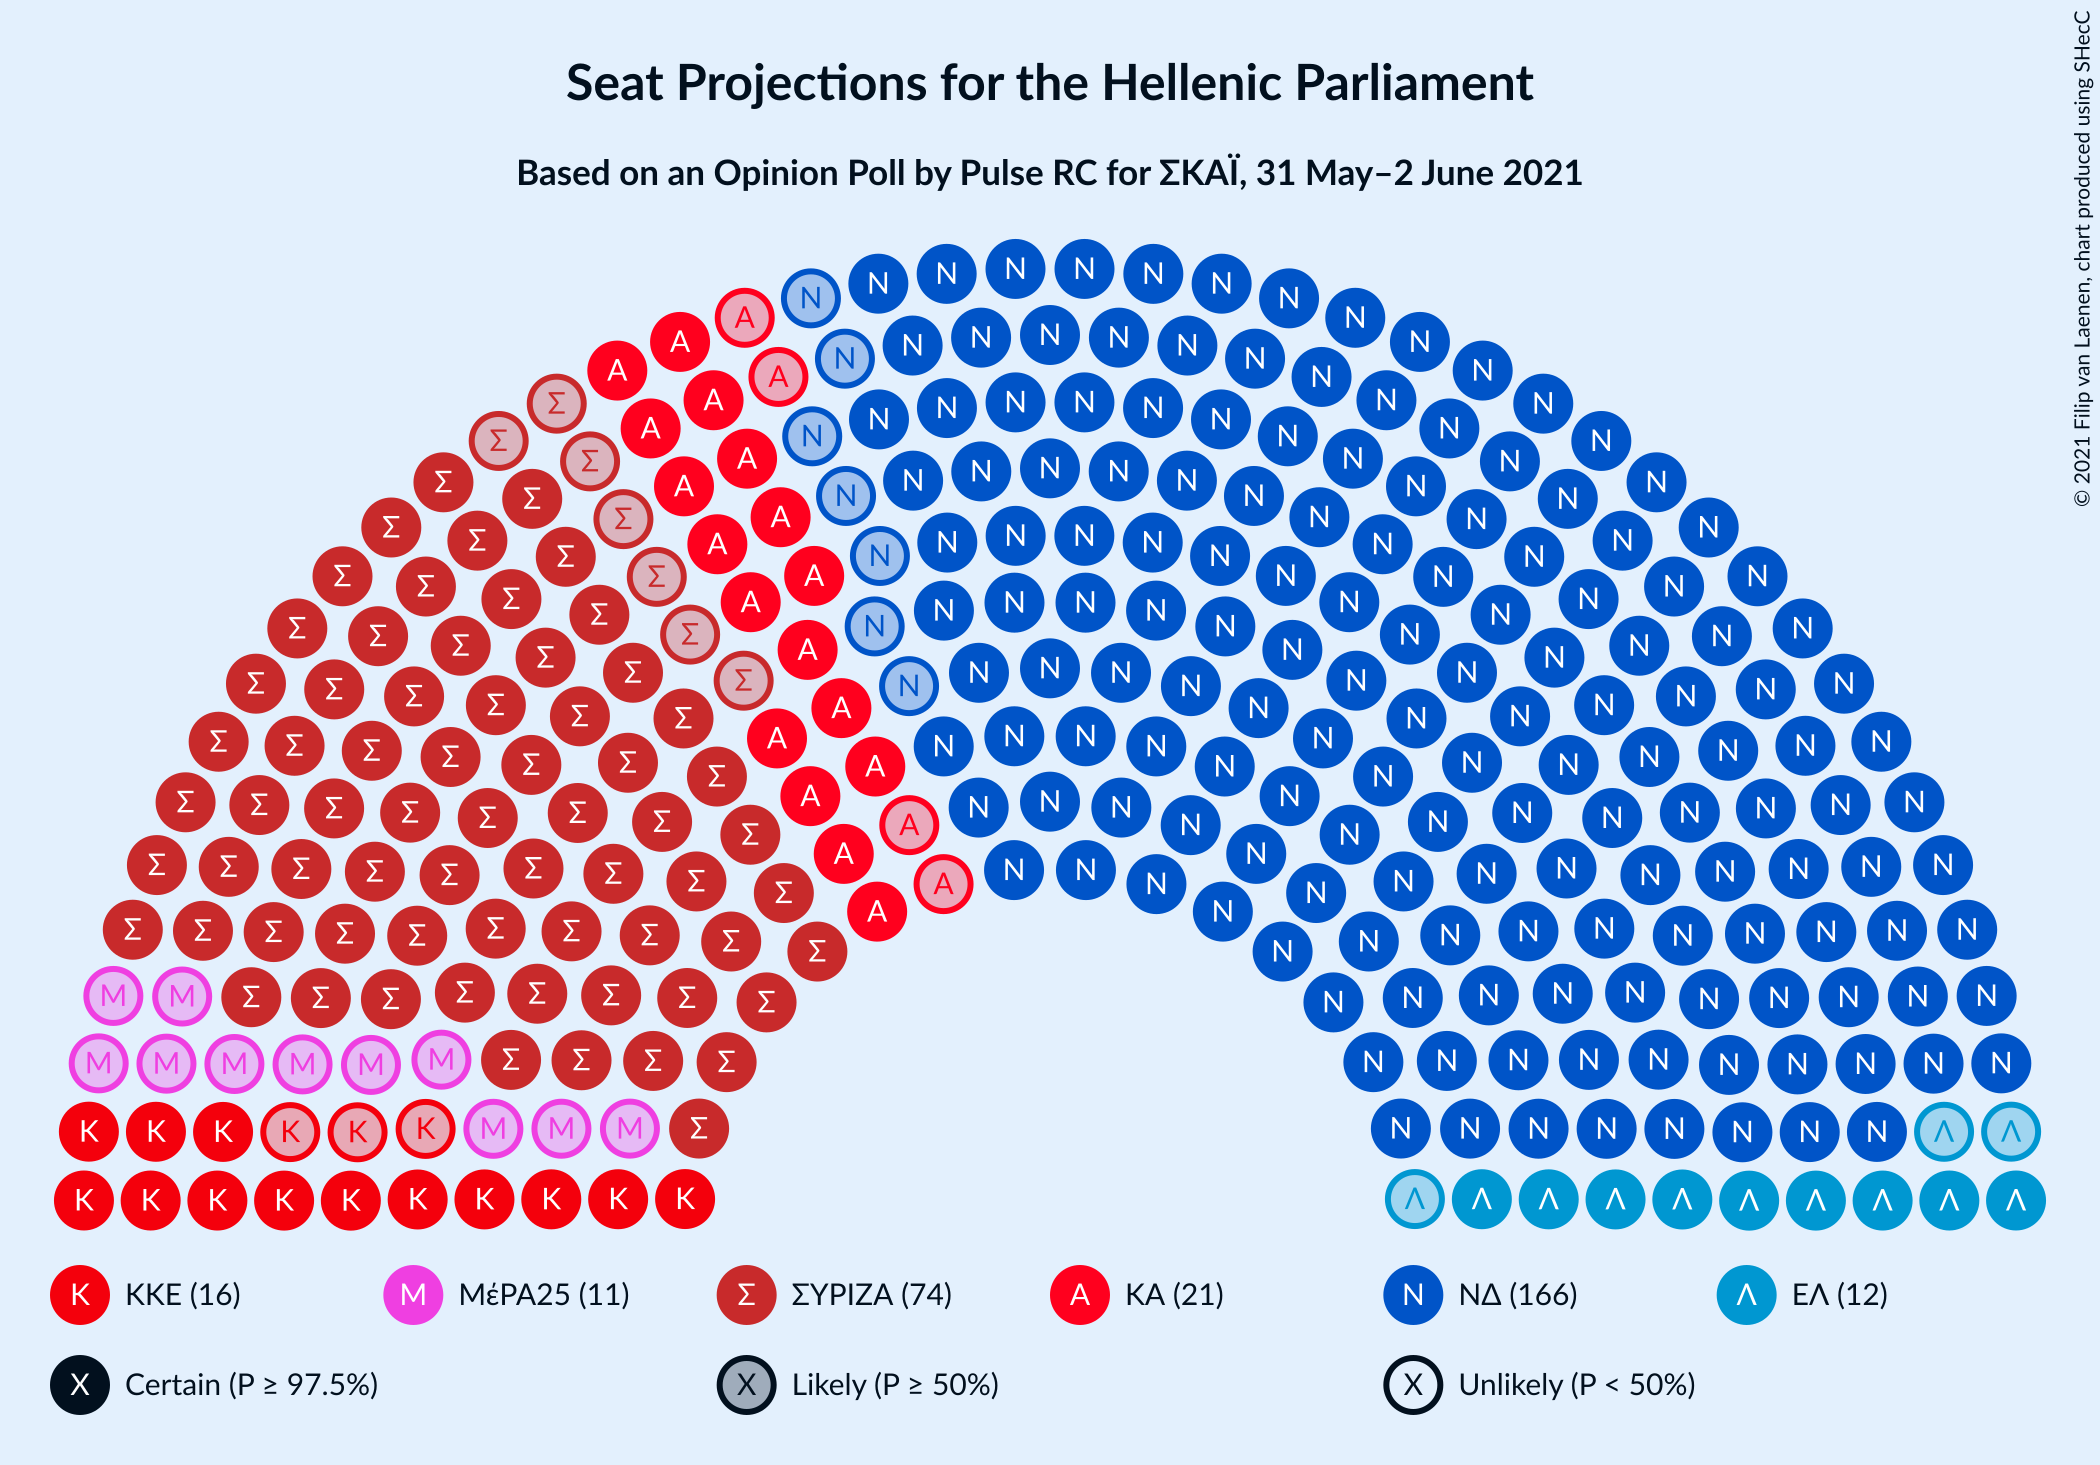 Seat Projections for the Hellenic Parliament
Based on an Opinion Poll by Pulse RC for ΣΚΑΪ, 31 May–2 June 2021
© 2021 Filip van Laenen, chart produced using SHecC
K KKE (16) M ΜέΡΑ25 (11) Σ ΣΥΡΙΖΑ (74) A ΚΑ (21) N ΝΔ (166) Λ ΕΛ (12)
X Certain (P ≥ 97.5%) X Likely (P ≥ 50%) X Unlikely (P < 50%)